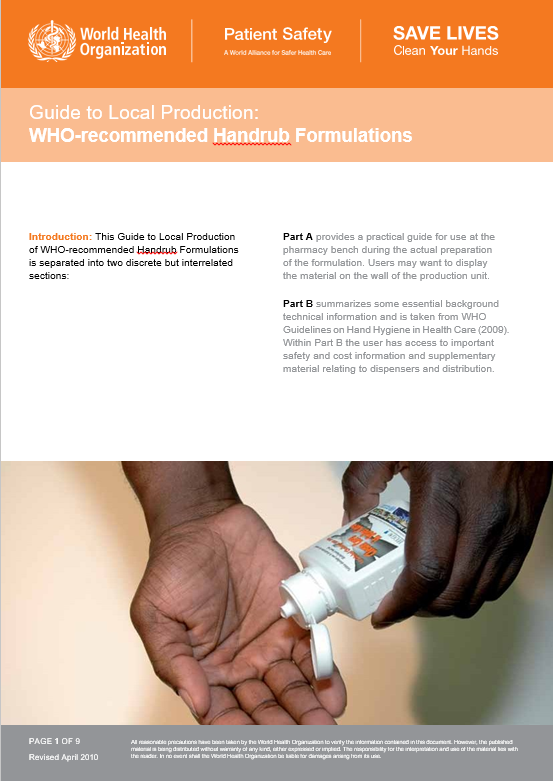 World Health
Organization
Patient Safety
A World Alliance for Safer Health Care
SAVE LIVES
Clean Your Hands
Guide to Local Production:
WHO-recommended Handrub Formulations
Introduction: This Guide to Local Production
of WHO-recommended Handrub Formulations
is separated into two discrete but interrelated
sections:
Part A provides a practical guide for use at the
pharmacy bench during the actual preparation
of the formulation. Users may want to display
the material on the wall of the production unit.
Part B summarizes some essential background
technical information and is taken from WHO
Guidelines on Hand Hygiene in Health Care (2009).
Within Part B the user has access to important
safety and cost information and supplementary
material relating to dispensers and distribution.
PAGE 1 OF 9
Revised April 2010
All reasonable precautions have been taken by the World Health Organization to verify the information contained in this document. However, the published
material is being distributed without warranty of any kind, either expressed or implied. The responsibility for the interpretation and use of the material lies with
the reader. In no event shall the World Health Organization be liable for damages arising from its use.